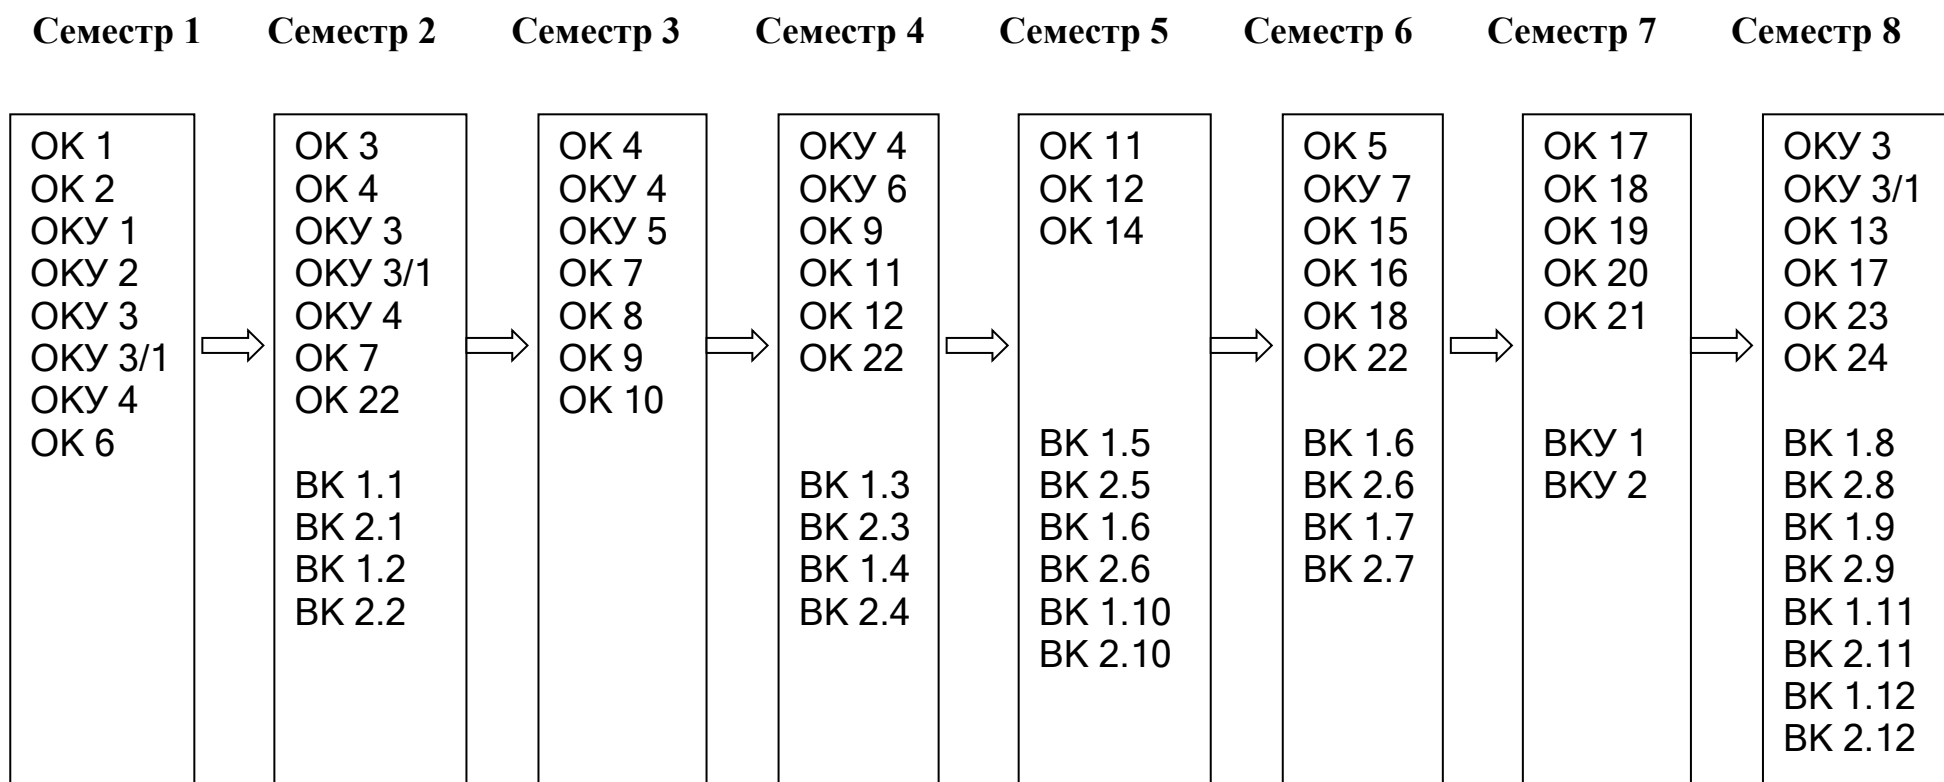 Семестр 1 Семестр 2 Семестр 3 Семестр 4 Семестр 5 Семестр 6 Семестр 7 Семестр 8
ОК 1
ОК 2
ОКУ 1
ОКУ 2
ОКУ 3
ОКУ 3/1
ОКУ 4
ОК 6
ОК 3
ОК 4
ОКУ 3
ОКУ 3/1
ОКУ 4
ОК 7
ОК 22
ВК 1.1
ВК 2.1
ВК 1.2
ВК 2.2
ОК 4
ОКУ 4
ОКУ 5
ОК 7
ОК 8
ОК 9
ОК 10
ОКУ 4
ОКУ 6
ОК 9
ОК 11
ОК 12
ОК 22
ВК 1.3
ВК 2.3
ВК 1.4
ВК 2.4
ОК 11
ОК 12
ОК 14
ВК 1.5
ВК 2.5
ВК 1.6
ВК 2.6
ВК 1.10
ВК 2.10
ОК 5
ОКУ 7
ОК 15
ОК 16
ОК 18
ОК 22
ВК 1.6
ВК 2.6
ВК 1.7
ВК 2.7
ОК 17
ОК 18
ОК 19
ОК 20
ОК 21
ВКУ 1
ВКУ 2
ОКУ 3
ОКУ 3/1
ОК 13
ОК 17
ОК 23
ОК 24
ВК 1.8
ВК 2.8
ВК 1.9
ВК 2.9
ВК 1.11
ВК 2.11
ВК 1.12
ВК 2.12